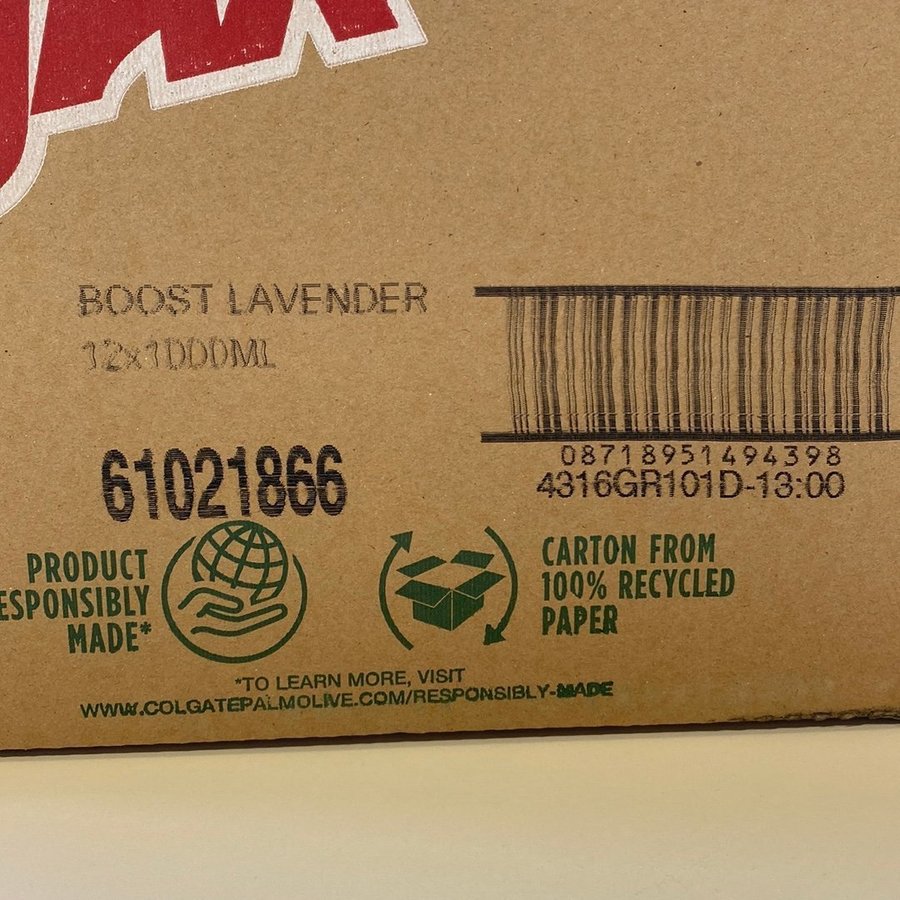 JAX
BOOST LAVENDER
12x1000ML
08718951494398
4316GR101D-13:00
61021866
PRODUCT
ESPONSIBLY
MADE*
CARTON FROM
100% RECYCLED
PAPER
*TO LEARN MORE, VISIT
WWW.COLGATEPALMOLIVE.COM/RESPONSIBLY-MADE